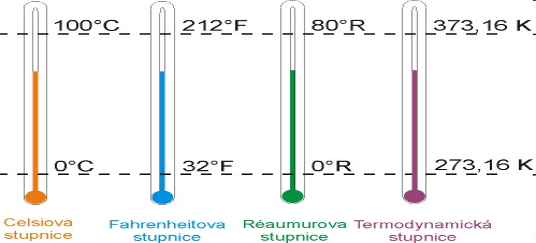 100°C 212°F 80°R 373,16 K
0°C 32°F 0°R 273,16 K
Celsiova Fahrenheitova Réaumurova Termodynamická
stupnice stupnice stupnice stupnice